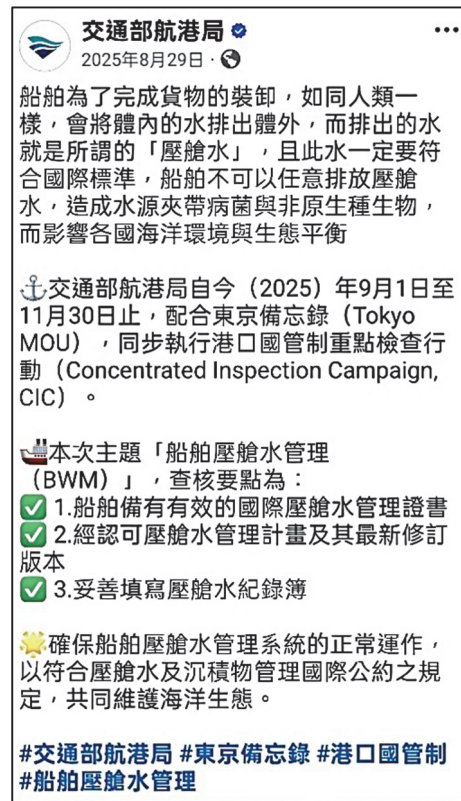 交通部航港局
2025年8月29日 ·
船舶為了完成貨物的裝卸，如同人類一
樣，會將體內的水排出體外，而排出的水
就是所謂的「壓艙水」，且此水一定要符
合國際標準，船舶不可以任意排放壓艙
水，造成水源夾帶病菌與非原生種生物，
而影響各國海洋環境與生態平衡
⚓交通部航港局自今（2025）年9月1日至
11月30日止，配合東京備忘錄（Tokyo
MOU），同步執行港口國管制重點檢查行
動（Concentrated Inspection Campaign,
CIC）。
🚢本次主題「船舶壓艙水管理
（BWM）」，查核要點為：
✅ 1.船舶備有有效的國際壓艙水管理證書
✅ 2.經認可壓艙水管理計畫及其最新修訂
版本
✅ 3.妥善填寫壓艙水紀錄簿
🌟確保船舶壓艙水管理系統的正常運作，
以符合壓艙水及沉積物管理國際公約之規
定，共同維護海洋生態。
#交通部航港局 #東京備忘錄 #港口國管制
#船舶壓艙水管理